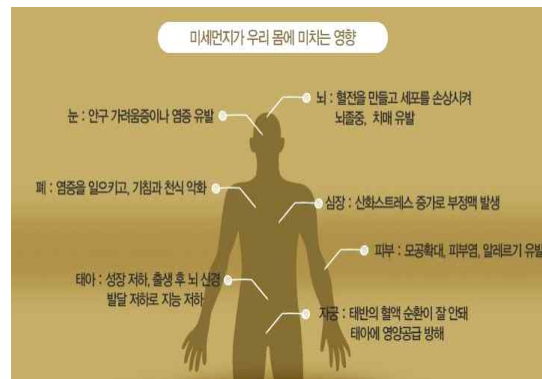 미세먼지가 우리 몸에 미치는 영향
뇌 : 혈전을 만들고 세포를 손상시켜
뇌졸중, 치매 유발
눈 : 안구 가려움증이나 염증 유발
폐 : 염증을 일으키고, 기침과 천식 악화
심장 : 산화스트레스 증가로 부정맥 발생
피부 : 모공확대, 피부염, 알레르기 유발
태아 : 성장 저하, 출생 후 뇌 신경
발달 저하로 지능 저하
자궁 : 태반의 혈액 순환이 잘 안돼
태아에 영양공급 방해